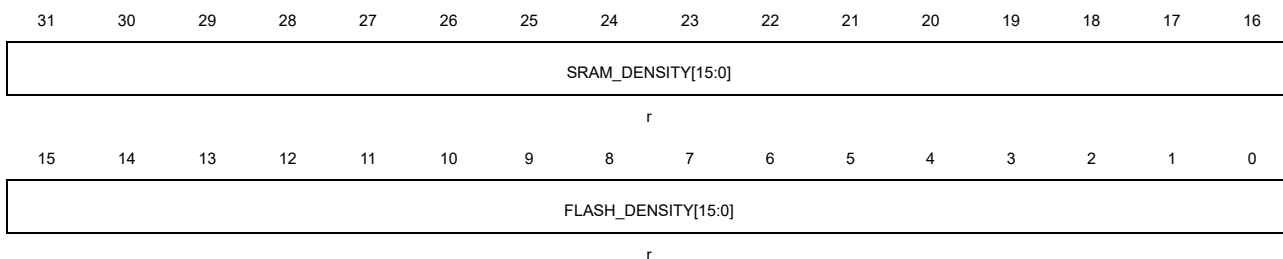 31 30 29 28 27 26 25 24 23 22 21 20 19 18 17 16
SRAM_DENSITY[15:0]
r
15 14 13 12 11 10 9 8 7 6 5 4 3 2 1 0
FLASH_DENSITY[15:0]
r